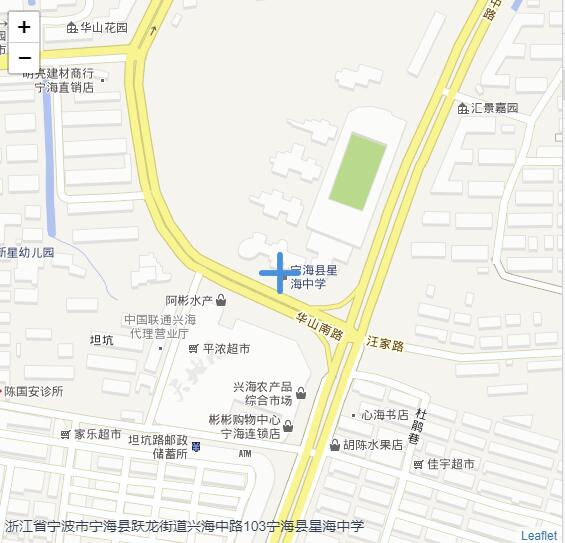 +
−
华山花园
园
市
中
路
明亮建材商行
宁海直销店
汇景嘉园
新星幼儿园
宁海县星
海中学
阿彬水产
中国联通兴海
代理营业厅
华山南路
坦坑
平浓超市
汪家路
陈国安诊所
兴海农产品
综合市场
杜鹃巷
心海书店
彬彬购物中心
宁海连锁店
家乐超市
坦坑路邮政
储蓄所
ATM
胡陈水果店
佳宇超市
浙江省宁波市宁海县跃龙街道兴海中路103宁海县星海中学
Leaflet